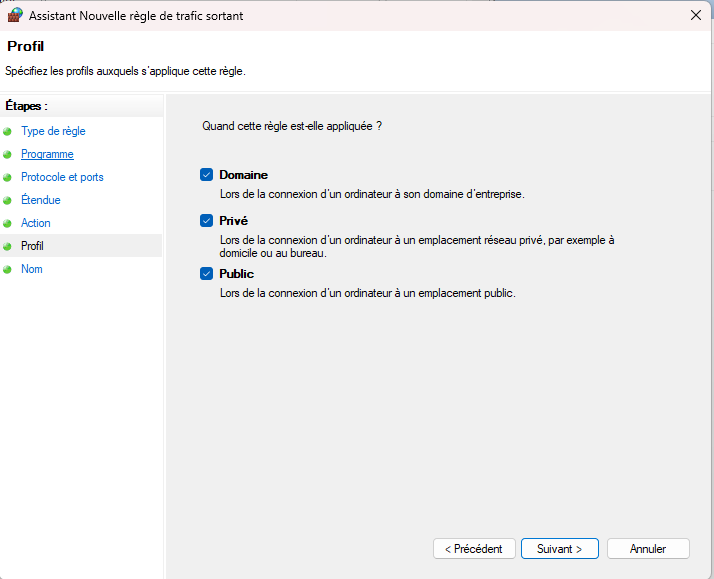 Assistant Nouvelle règle de trafic sortant
Profil
Spécifiez les profils auxquels s'applique cette règle.
Étapes :
Type de règle
Programme
Protocole et ports
Étendue
Action
Profil
Nom
Quand cette règle est-elle appliquée ?
Domaine
Lors de la connexion d'un ordinateur à son domaine d'entreprise.
Privé
Lors de la connexion d'un ordinateur à un emplacement réseau privé, par exemple à
domicile ou au bureau.
Public
Lors de la connexion d'un ordinateur à un emplacement public.
< Précédent
Suivant >
Annuler